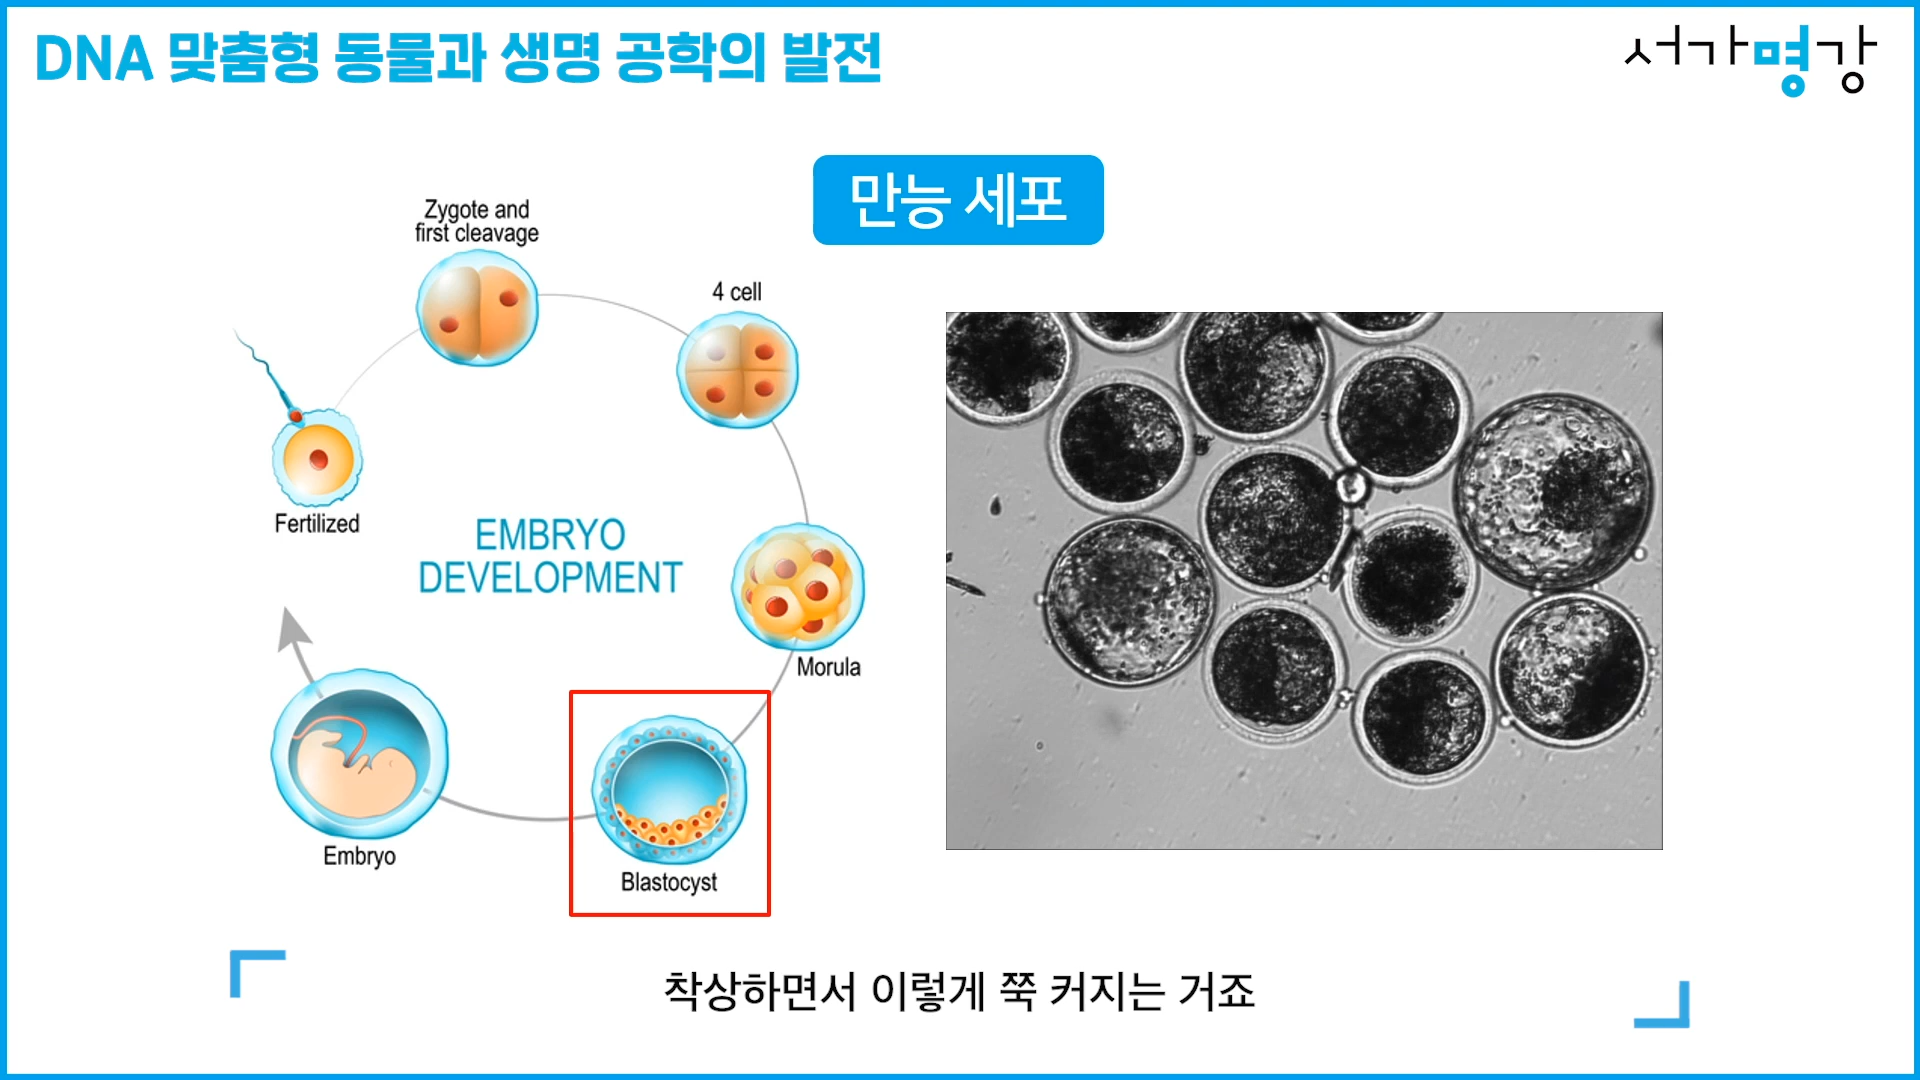 DNA 맞춤형 동물과 생명 공학의 발전
서가명강
만능 세포
Zygote and
first cleavage
4 cell
Fertilized
EMBRYO
DEVELOPMENT
Morula
Embryo
Blastocyst
착상하면서 이렇게 쭉 커지는 거죠